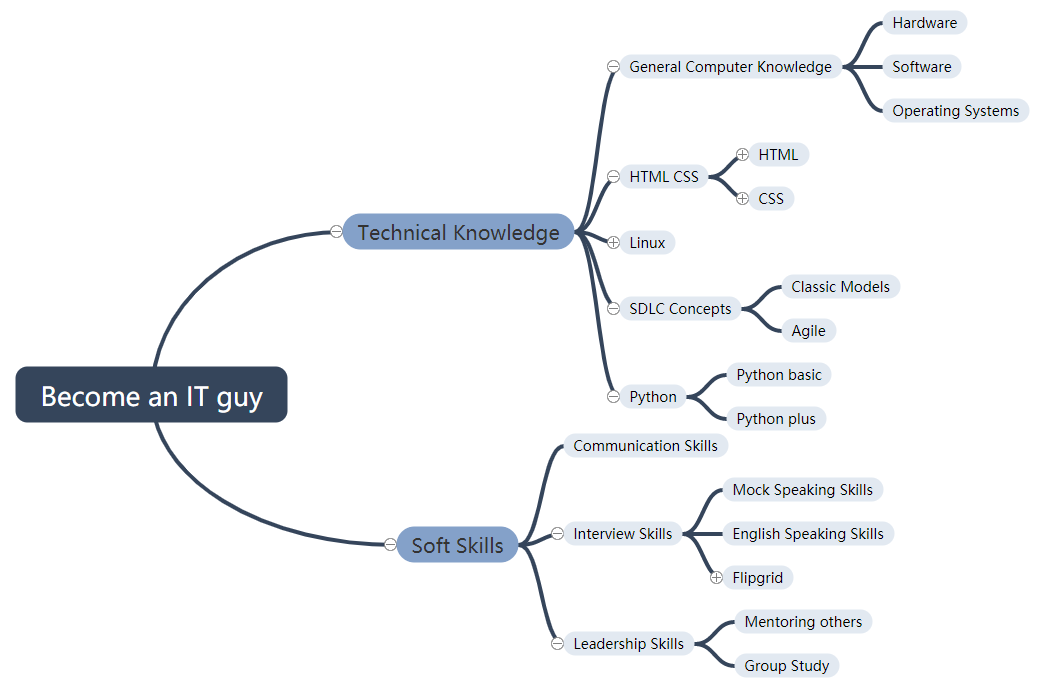 Become an IT guy
Technical Knowledge
General Computer Knowledge
Hardware
Software
Operating Systems
HTML CSS
HTML
CSS
Linux
SDLC Concepts
Classic Models
Agile
Python
Python basic
Python plus
Soft Skills
Communication Skills
Interview Skills
Mock Speaking Skills
English Speaking Skills
Flipgrid
Leadership Skills
Mentoring others
Group Study